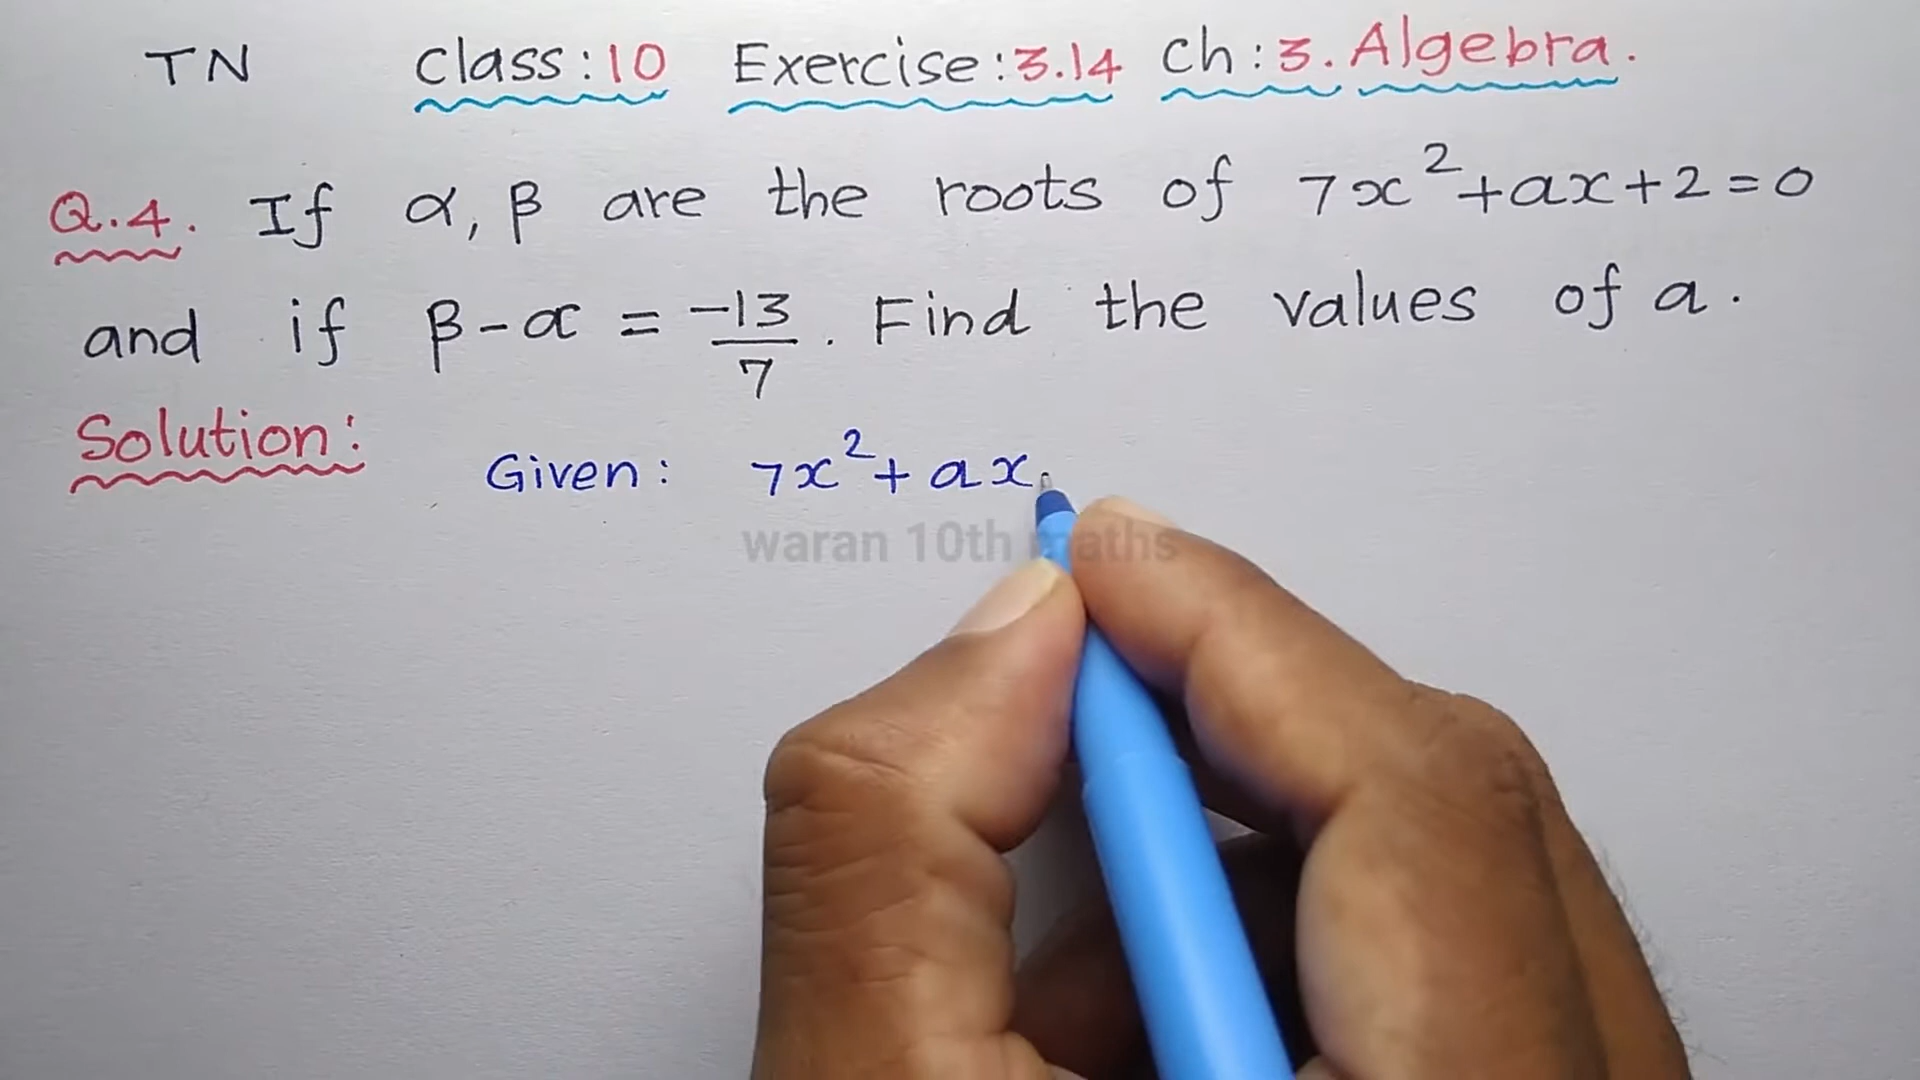 TN Class:10 Exercise:3.14 Ch:3. Algebra.
Q.4. If α, β are the roots of 7x²+ax+2=0
and if β-α = -13/7. Find the values of a.
Solution:
Given: 7x²+ax
waran 10th maths